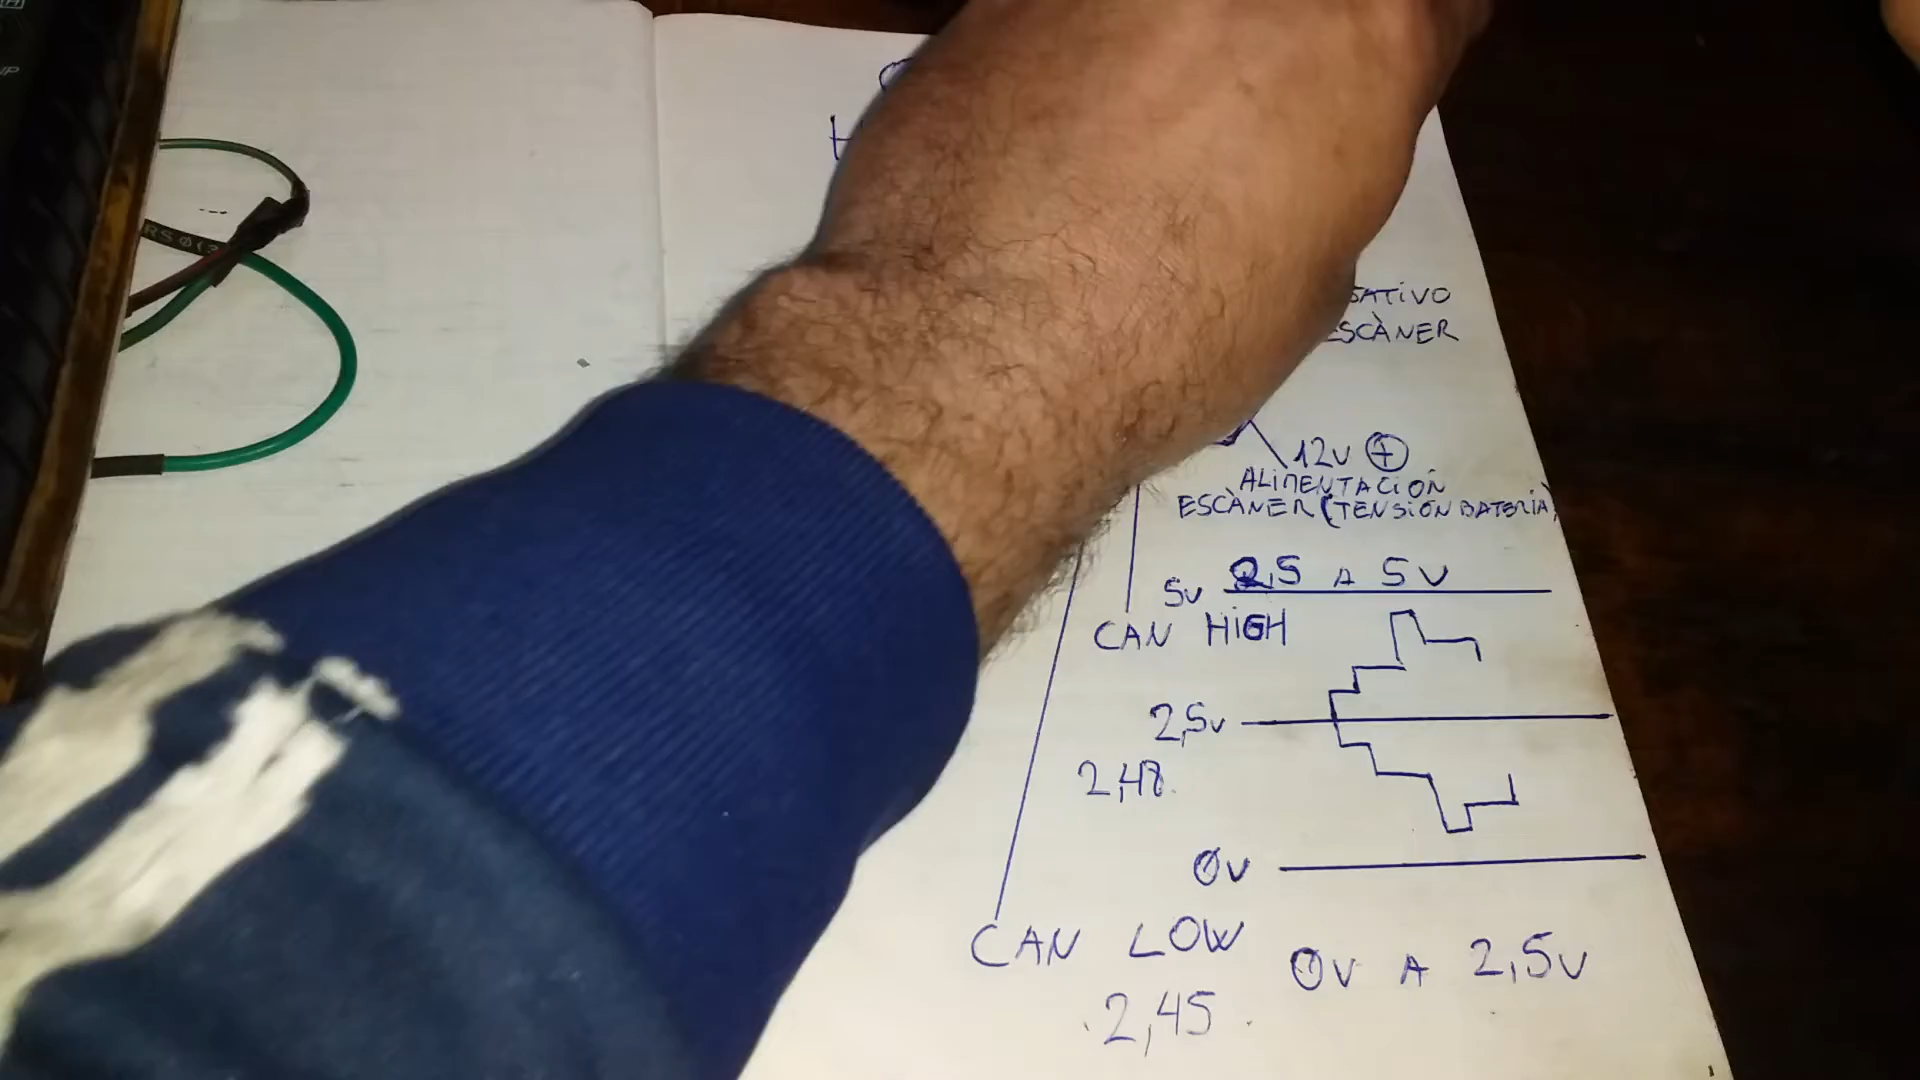 ESCÀNER
12V +
ALIMENTACIÓN
ESCÀNER (TENSIÓN BATERÍA)
5V 2,5 A 5V
CAN HIGH
2,5V
2,48
0V
CAN LOW 0V A 2,5V
2,45